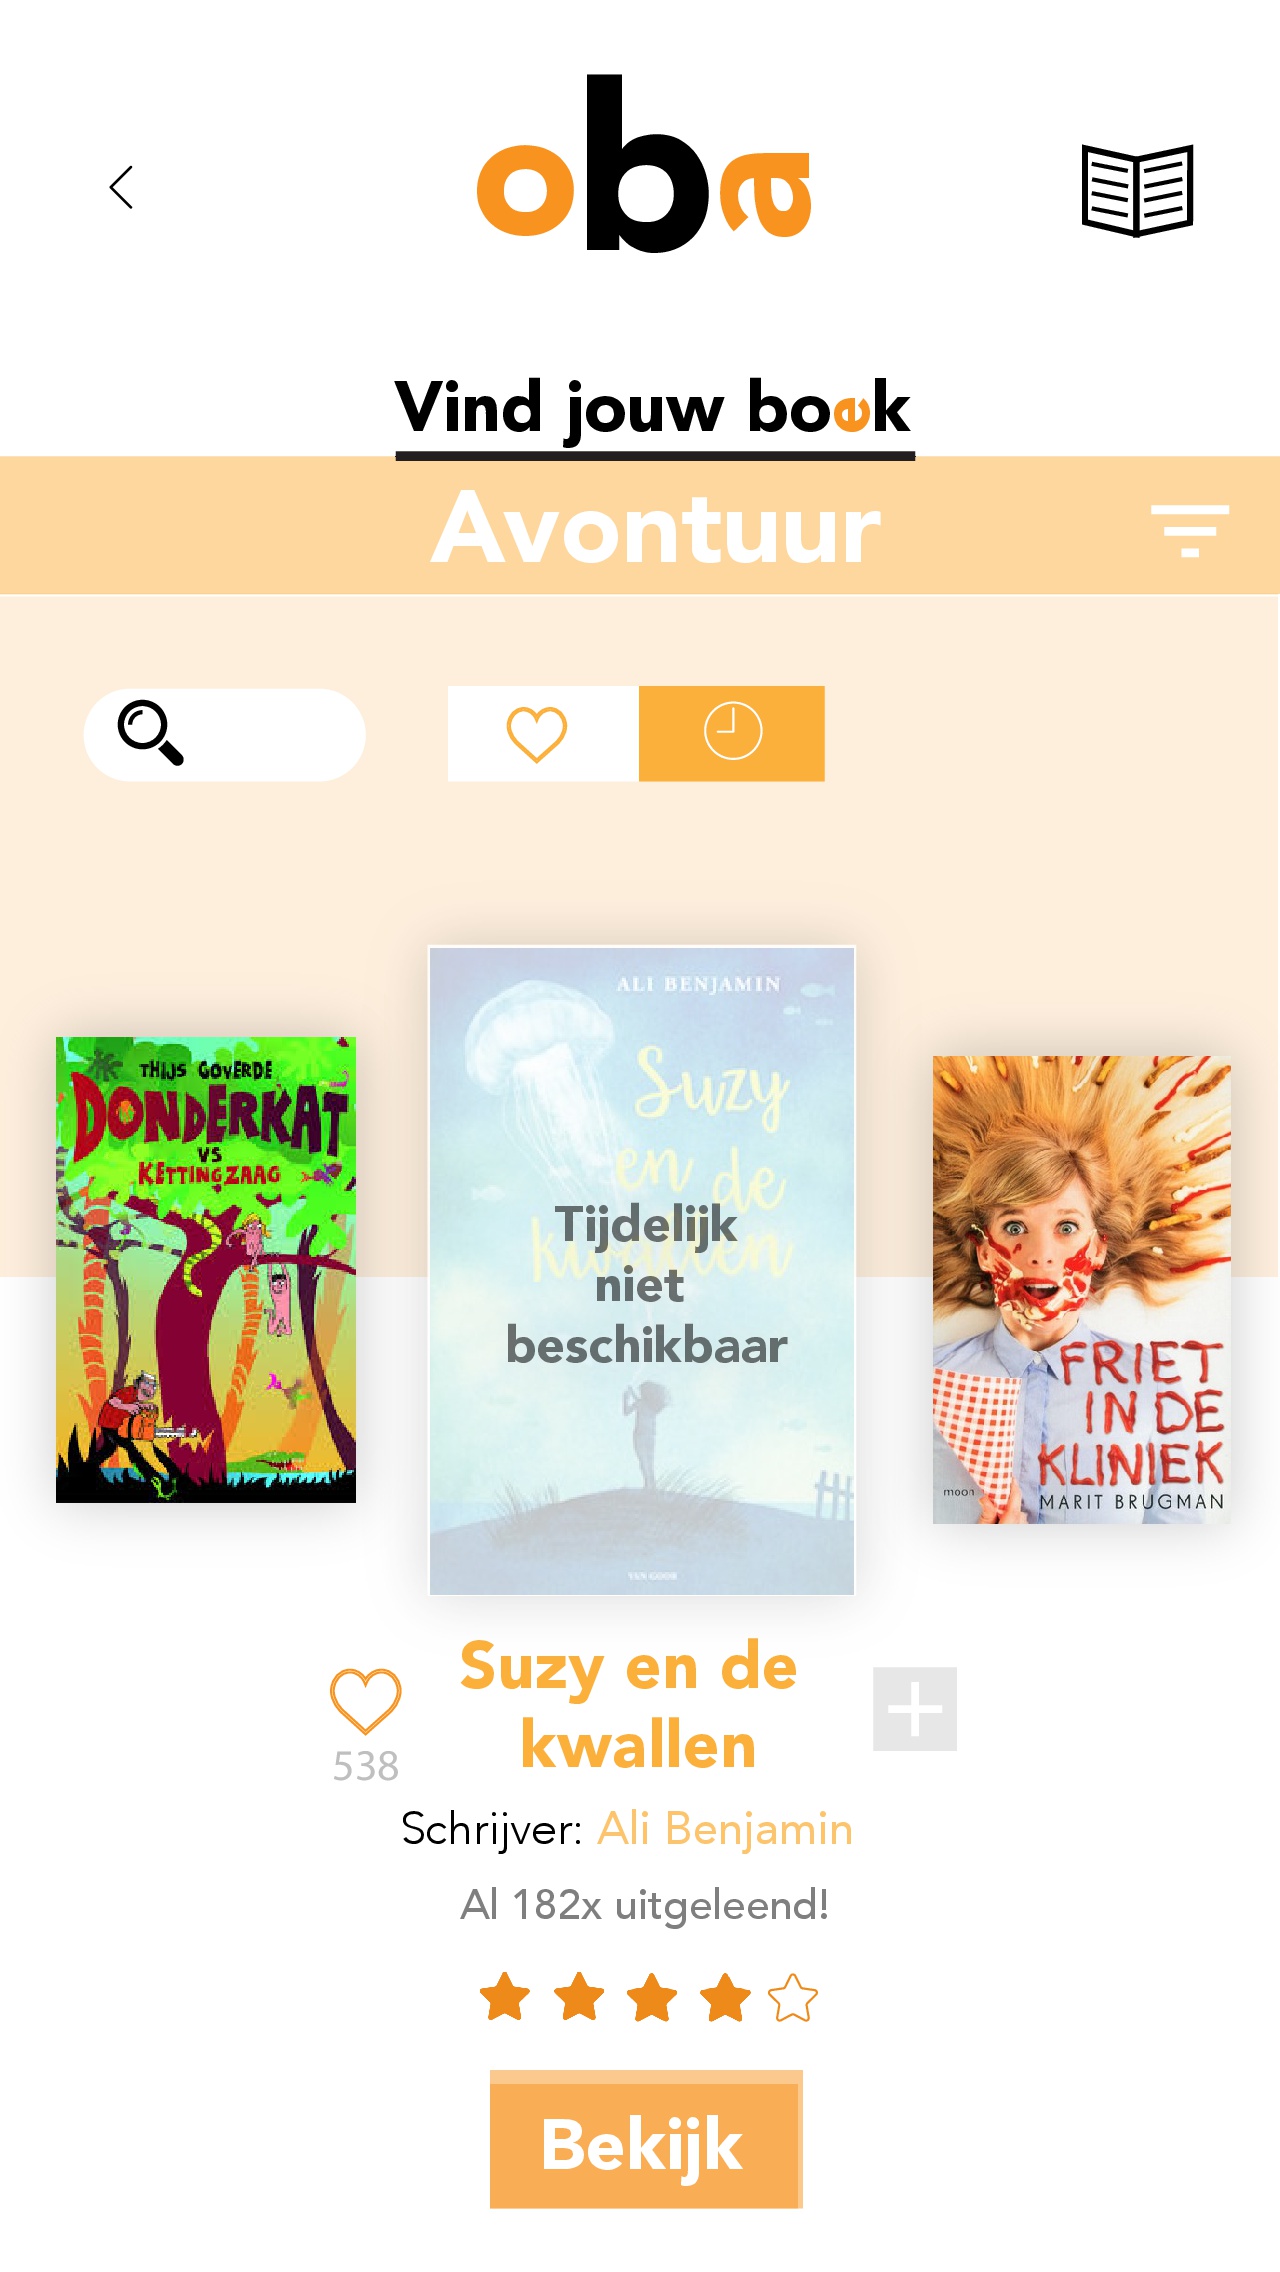 oba
Vind jouw boek
Avontuur
THIJS GOVERDE
DONDERKAT
VS
KETTINGZAAG
ALI BENJAMIN
Suzy
en de
kwallen
Tijdelijk
niet
beschikbaar
VAN GOOR
FRIET
IN DE
KLINIEK
moon
MARIT BRUGMAN
Suzy en de
kwallen
538
Schrijver: Ali Benjamin
Al 182x uitgeleend!
Bekijk